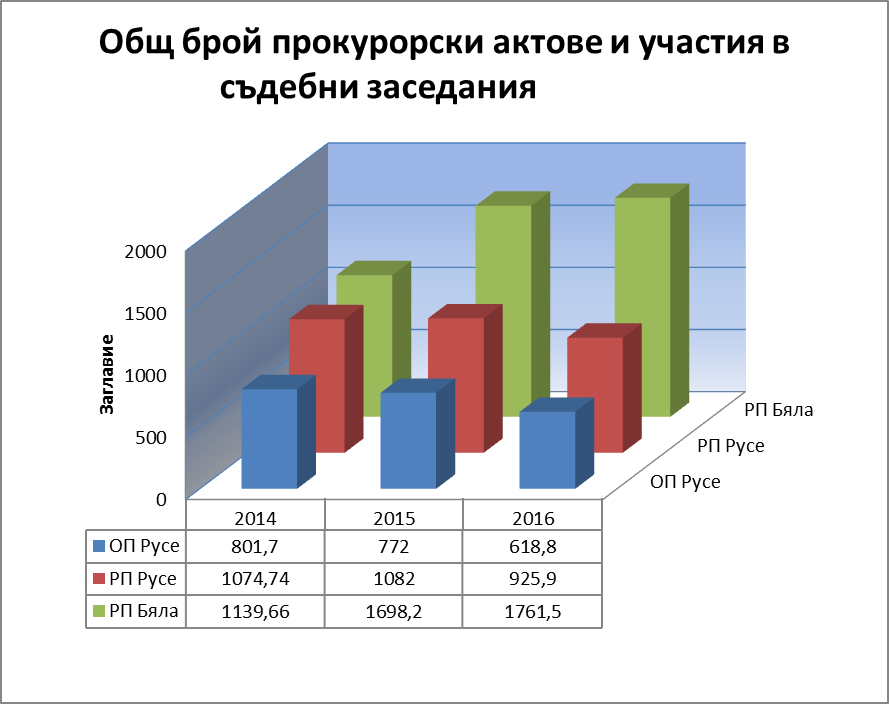 Общ брой прокурорски актове и участия в
съдебни заседания
2000
1500
1000
500
0
Заглавие
РП Бяла
РП Русе
ОП Русе
2014 2015 2016
ОП Русе 801,7 772 618,8
РП Русе 1074,74 1082 925,9
РП Бяла 1139,66 1698,2 1761,5